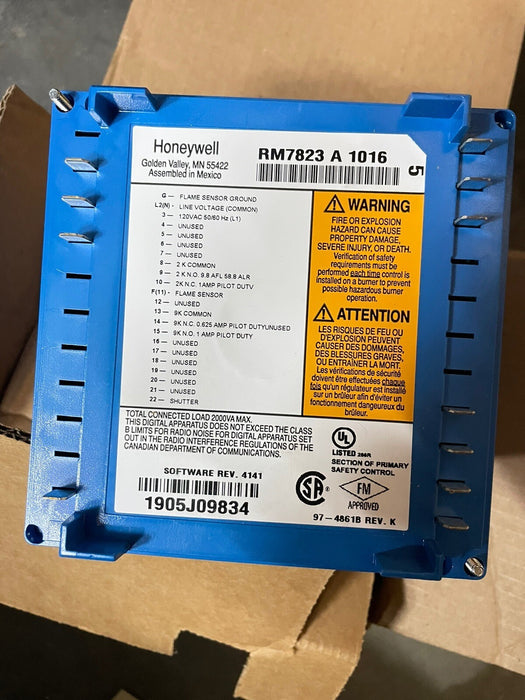 Honeywell
Golden Valley, MN 55422
Assembled in Mexico
RM7823 A 1016
5
G — FLAME SENSOR GROUND
L2(N) - LINE VOLTAGE (COMMON)
3 — 120VAC 50/60 Hz (L1)
4 — UNUSED
5 — UNUSED
6 — UNUSED
7 — UNUSED
8 — 2 K COMMON
9 — 2 K N.O. 9.8 AFL 58.8 ALR
10 — 2K N.C. 1AMP PILOT DUTY
F(11) - FLAME SENSOR
12 — UNUSED
13 — 9K COMMON
14 — 9K N.C. 0.625 AMP PILOT DUTYUNUSED
15 — 9K N.O. 1 AMP PILOT DUTY
16 — UNUSED
17 — UNUSED
18 — UNUSED
19 — UNUSED
20 — UNUSED
21 — UNUSED
22 — SHUTTER
WARNING
FIRE OR EXPLOSION
HAZARD CAN CAUSE
PROPERTY DAMAGE,
SEVERE INJURY, OR DEATH.
Verification of safety
requirements must be
performed each time control is
installed on a burner to prevent
possible hazardous burner
operation.
ATTENTION
LES RISQUES DE FEU OU
D'EXPLOSION PEUVENT
CAUSER DES DOMMAGES,
DES BLESSURES GRAVES,
OU ENTRAÎNER LA MORT.
Les vérifications de sécurité
doivent être effectuées chaque
fois qu'un régulateur est installé
sur un brûleur afin d'éviter un
fonctionnement dangeureux du
brûleur.
TOTAL CONNECTED LOAD 2000VA MAX.
THIS DIGITAL APPARATUS DOES NOT EXCEED THE CLASS
B LIMITS FOR RADIO NOISE FOR DIGITAL APPARATUS SET
OUT IN THE RADIO INTERFERENCE REGULATIONS OF THE
CANADIAN DEPARTMENT OF COMMUNICATIONS.
UL
LISTED 268R
SECTION OF PRIMARY
SAFETY CONTROL
SOFTWARE REV. 4141
1905J09834
SA
FM
APPROVED
97-4861B REV. K